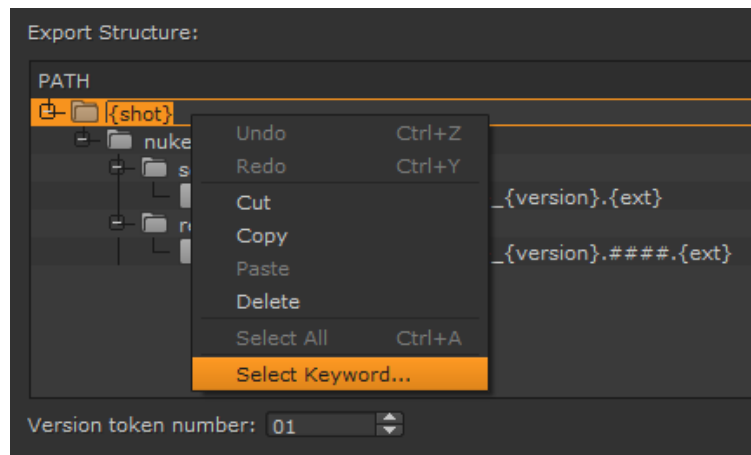 Export Structure:
PATH
{shot}
nuke
Undo Ctrl+Z
Redo Ctrl+Y
Cut _{version}.{ext}
Copy
_{version}.####.{ext}
Paste
Delete
Select All Ctrl+A
Select Keyword...
Version token number: 01